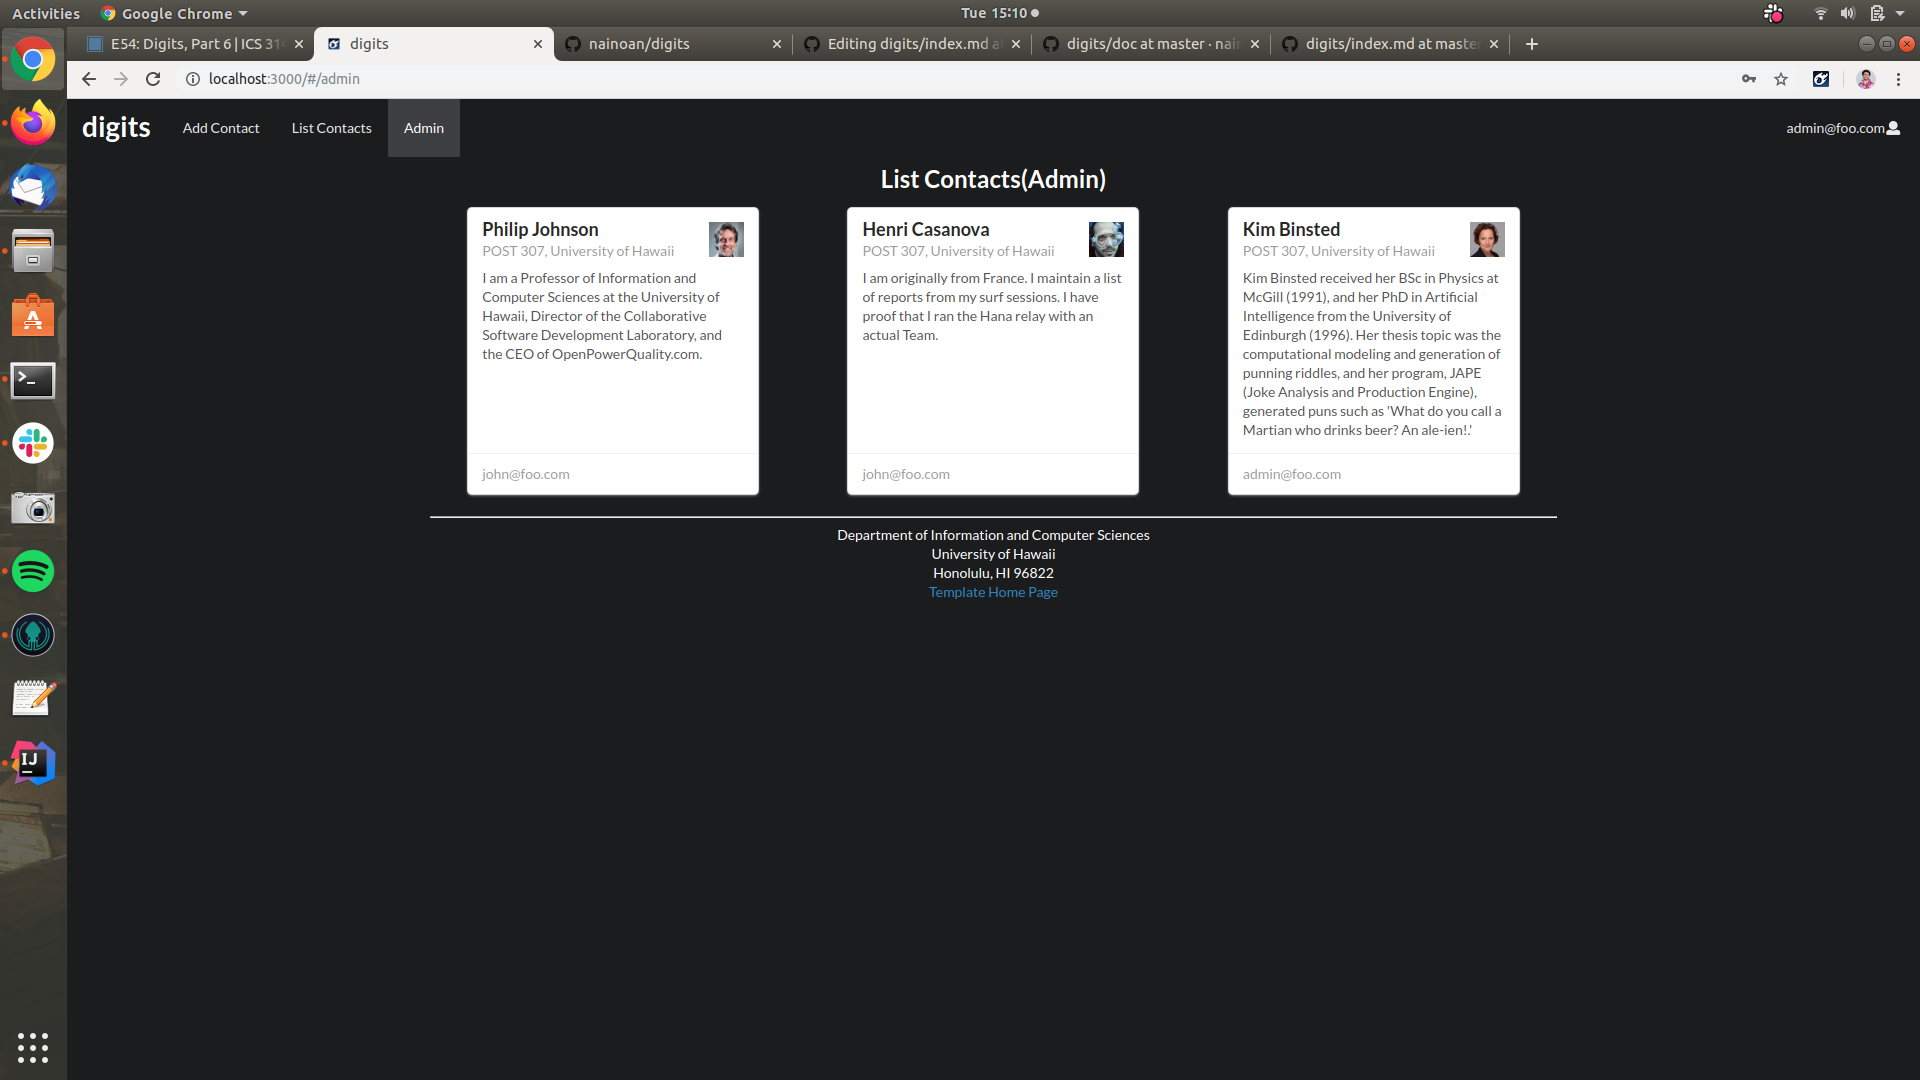 Activities
Google Chrome
Tue 15:10
E54: Digits, Part 6 | ICS 314
digits
nainoan/digits
Editing digits/index.md a
digits/doc at master · nai
digits/index.md at maste
localhost:3000/#/admin
digits
Add Contact
List Contacts
Admin
admin@foo.com
List Contacts(Admin)
Philip Johnson
POST 307, University of Hawaii
I am a Professor of Information and
Computer Sciences at the University of
Hawaii, Director of the Collaborative
Software Development Laboratory, and
the CEO of OpenPowerQuality.com.
john@foo.com
Henri Casanova
POST 307, University of Hawaii
I am originally from France. I maintain a list
of reports from my surf sessions. I have
proof that I ran the Hana relay with an
actual Team.
john@foo.com
Kim Binsted
POST 307, University of Hawaii
Kim Binsted received her BSc in Physics at
McGill (1991), and her PhD in Artificial
Intelligence from the University of
Edinburgh (1996). Her thesis topic was the
computational modeling and generation of
punning riddles, and her program, JAPE
(Joke Analysis and Production Engine),
generated puns such as 'What do you call a
Martian who drinks beer? An ale-ien!.'
admin@foo.com
Department of Information and Computer Sciences
University of Hawaii
Honolulu, HI 96822
Template Home Page
IJ